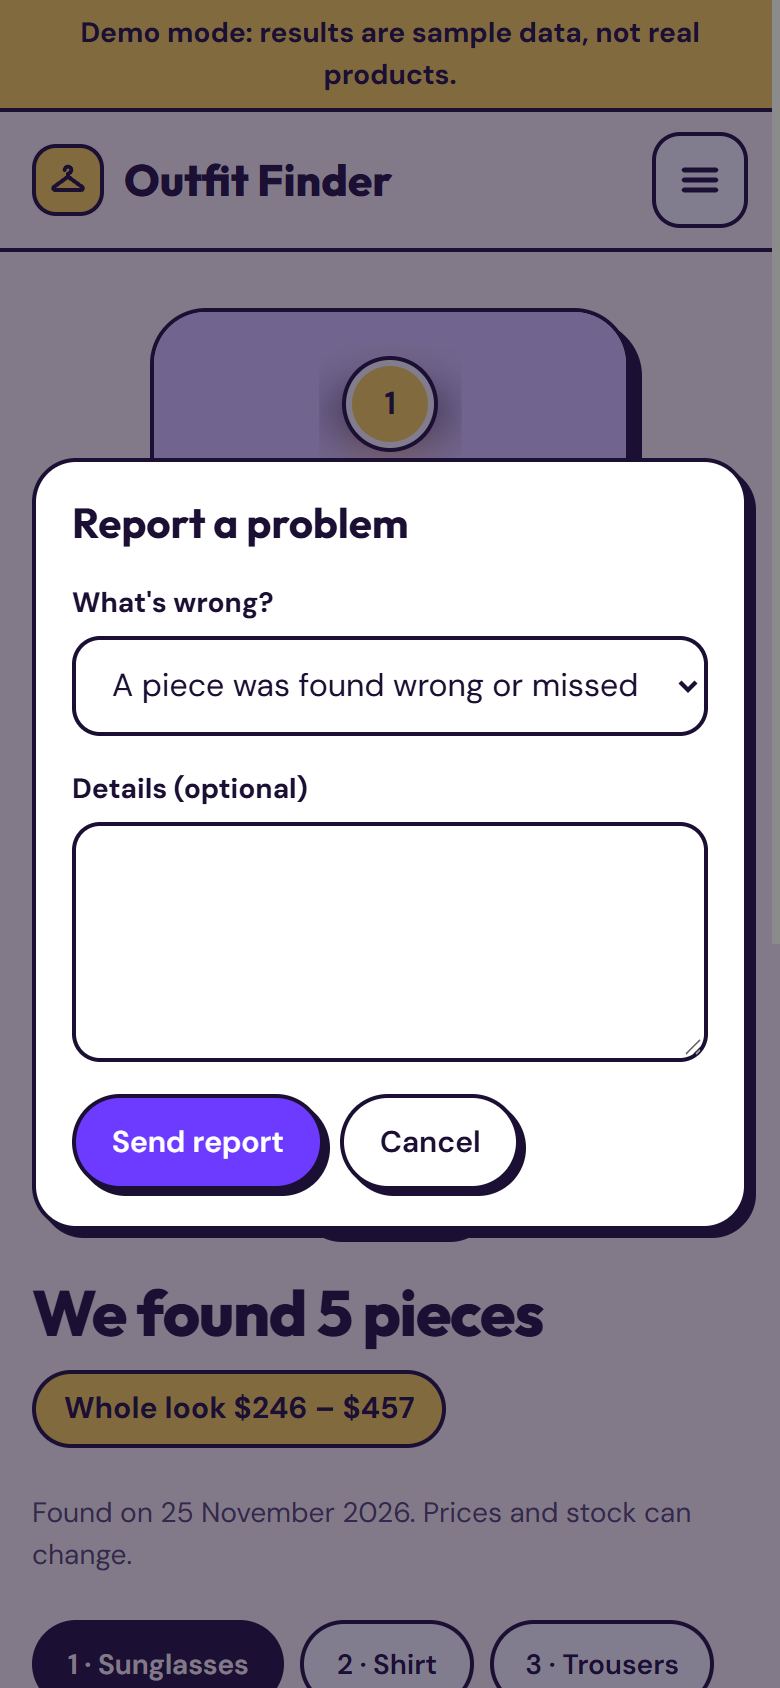 Demo mode: results are sample data, not real
products.
Outfit Finder
1
Report a problem
What's wrong?
A piece was found wrong or missed
Details (optional)
Send report
Cancel
We found 5 pieces
Whole look $246 – $457
Found on 25 November 2026. Prices and stock can
change.
1 · Sunglasses
2 · Shirt
3 · Trousers